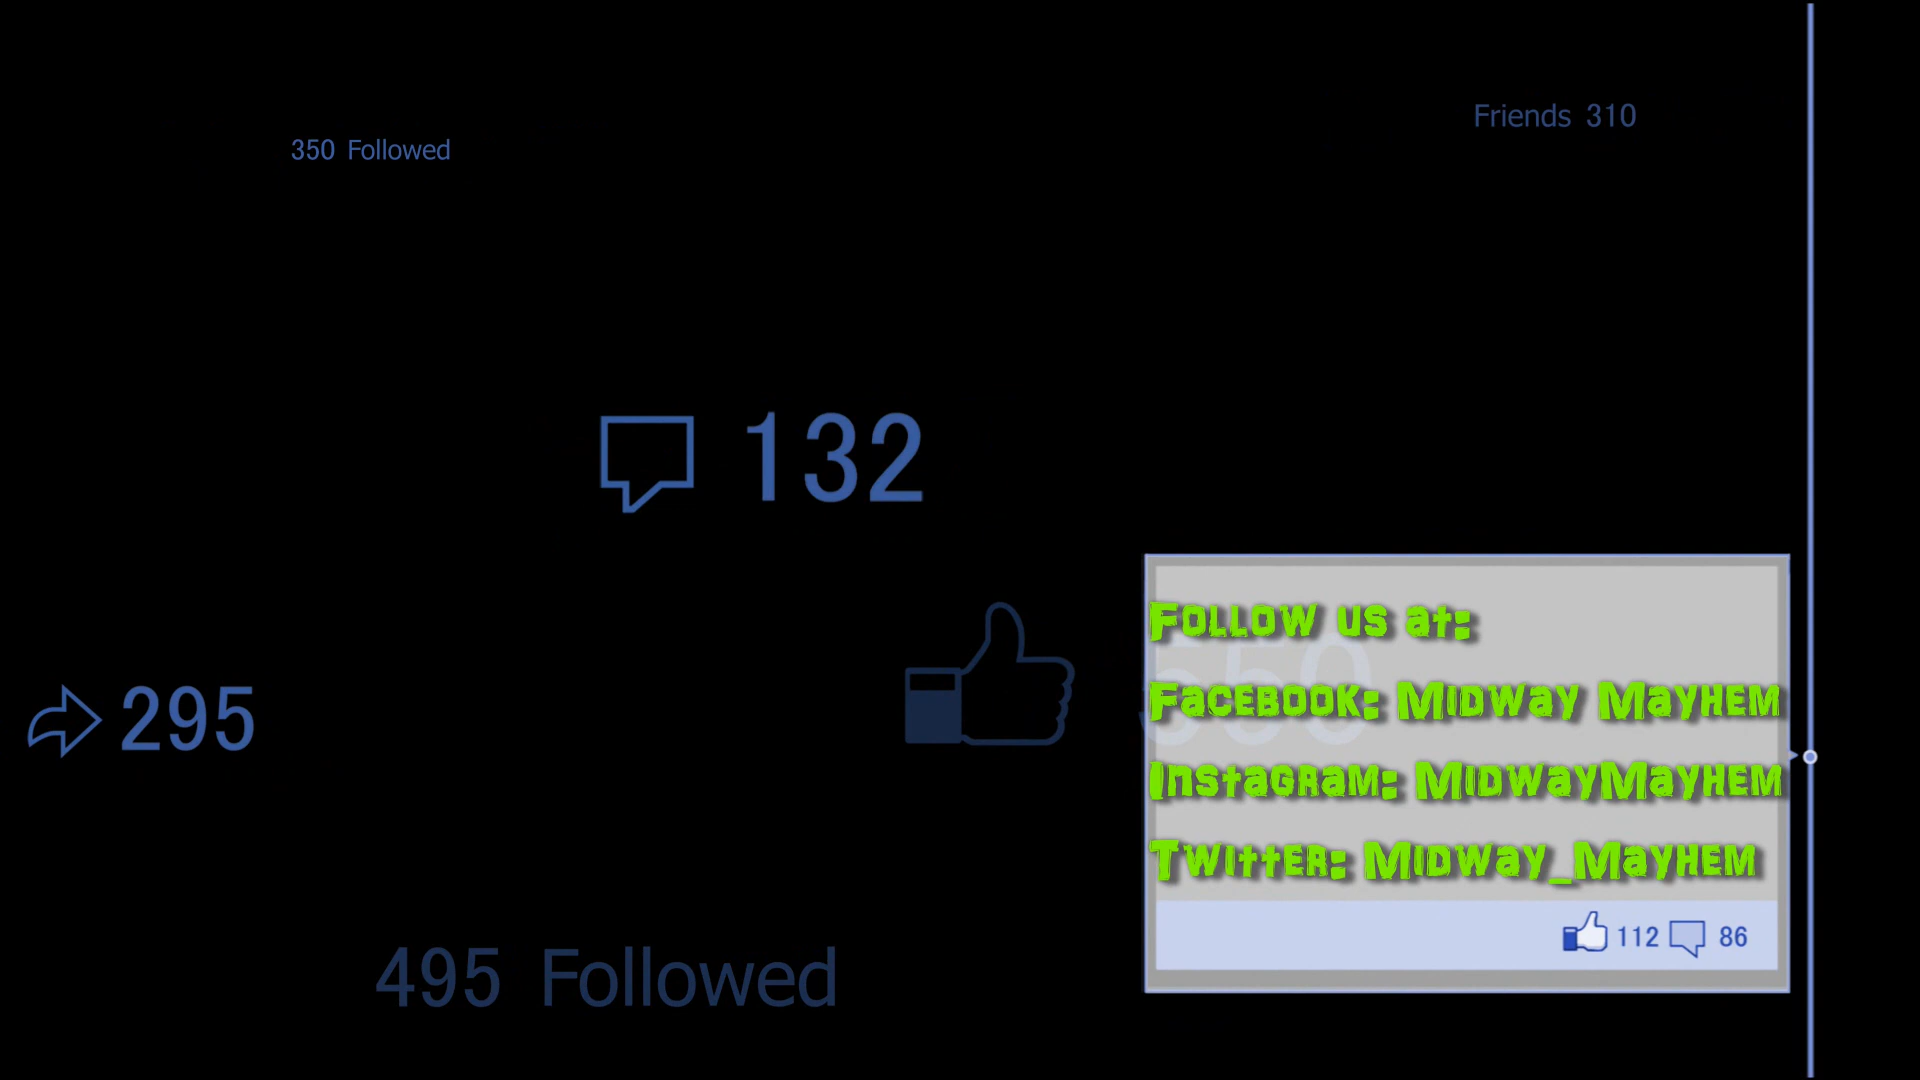 Friends 310
350 Followed
132
550
Follow us at:
Facebook: Midway Mayhem
295
Instagram: MidwayMayhem
Twitter: Midway_Mayhem
112 86
495 Followed